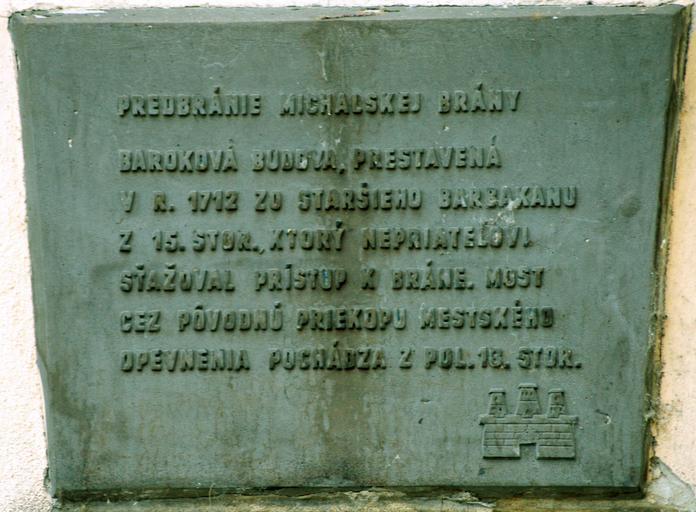 PREDBRÁNIE MICHALSKEJ BRÁNY
BAROKOVÁ BUDOVA, PRESTAVENÁ
V R. 1712 ZO STARŠIEHO BARBAKANU
Z 15. STOR., KTORÝ NEPRIATEĽOVI
SŤAŽOVAL PRÍSTUP K BRÁNE. MOST
CEZ PÔVODNÚ PRIEKOPU MESTSKÉHO
OPEVNENIA POCHÁDZA Z POL. 18. STOR.